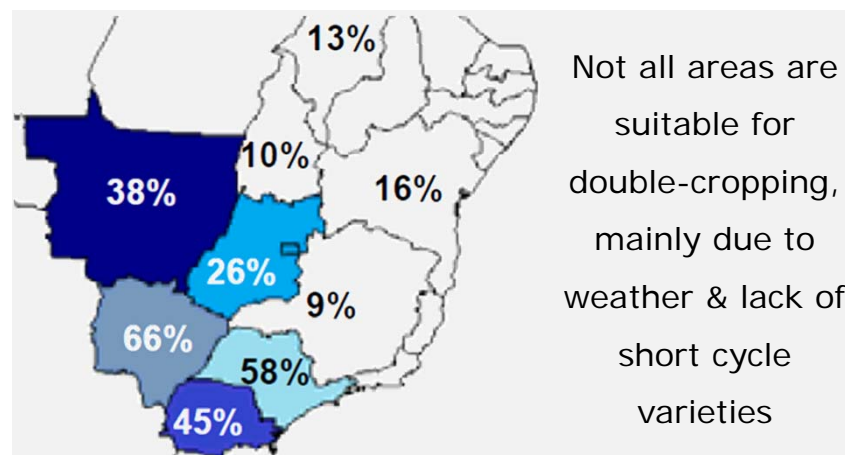 13%
10%
38%
16%
26%
9%
66%
58%
45%
Not all areas are
suitable for
double-cropping,
mainly due to
weather & lack of
short cycle
varieties